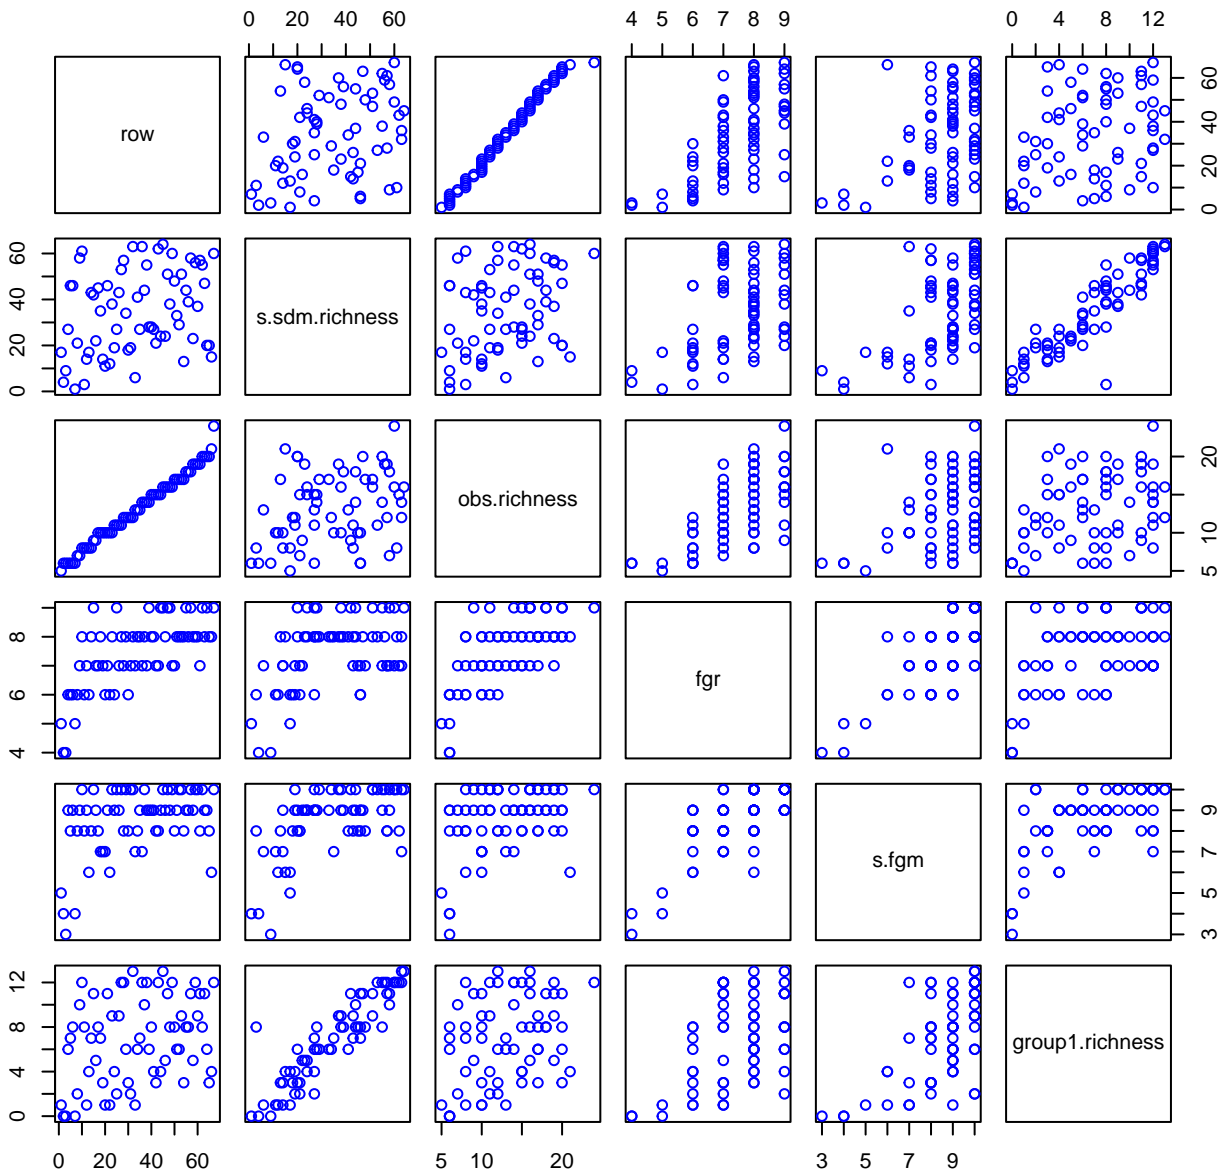 0 20 40 60 4 5 6 7 8 9 0 4 8 12
row 0 20 40 60
0 20 40 60 s.sdm.richness
obs.richness 5 10 20
4 6 8 fgr
s.fgm 3 5 7 9
0 4 8 12 group1.richness
0 20 40 60 5 10 20 3 5 7 9